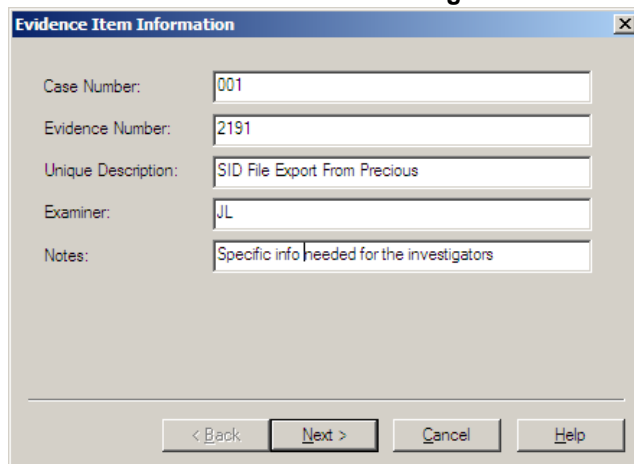 Evidence Item Information
Case Number: 001
Evidence Number: 2191
Unique Description: SID File Export From Precious
Examiner: JL
Notes: Specific info needed for the investigators
< Back Next > Cancel Help